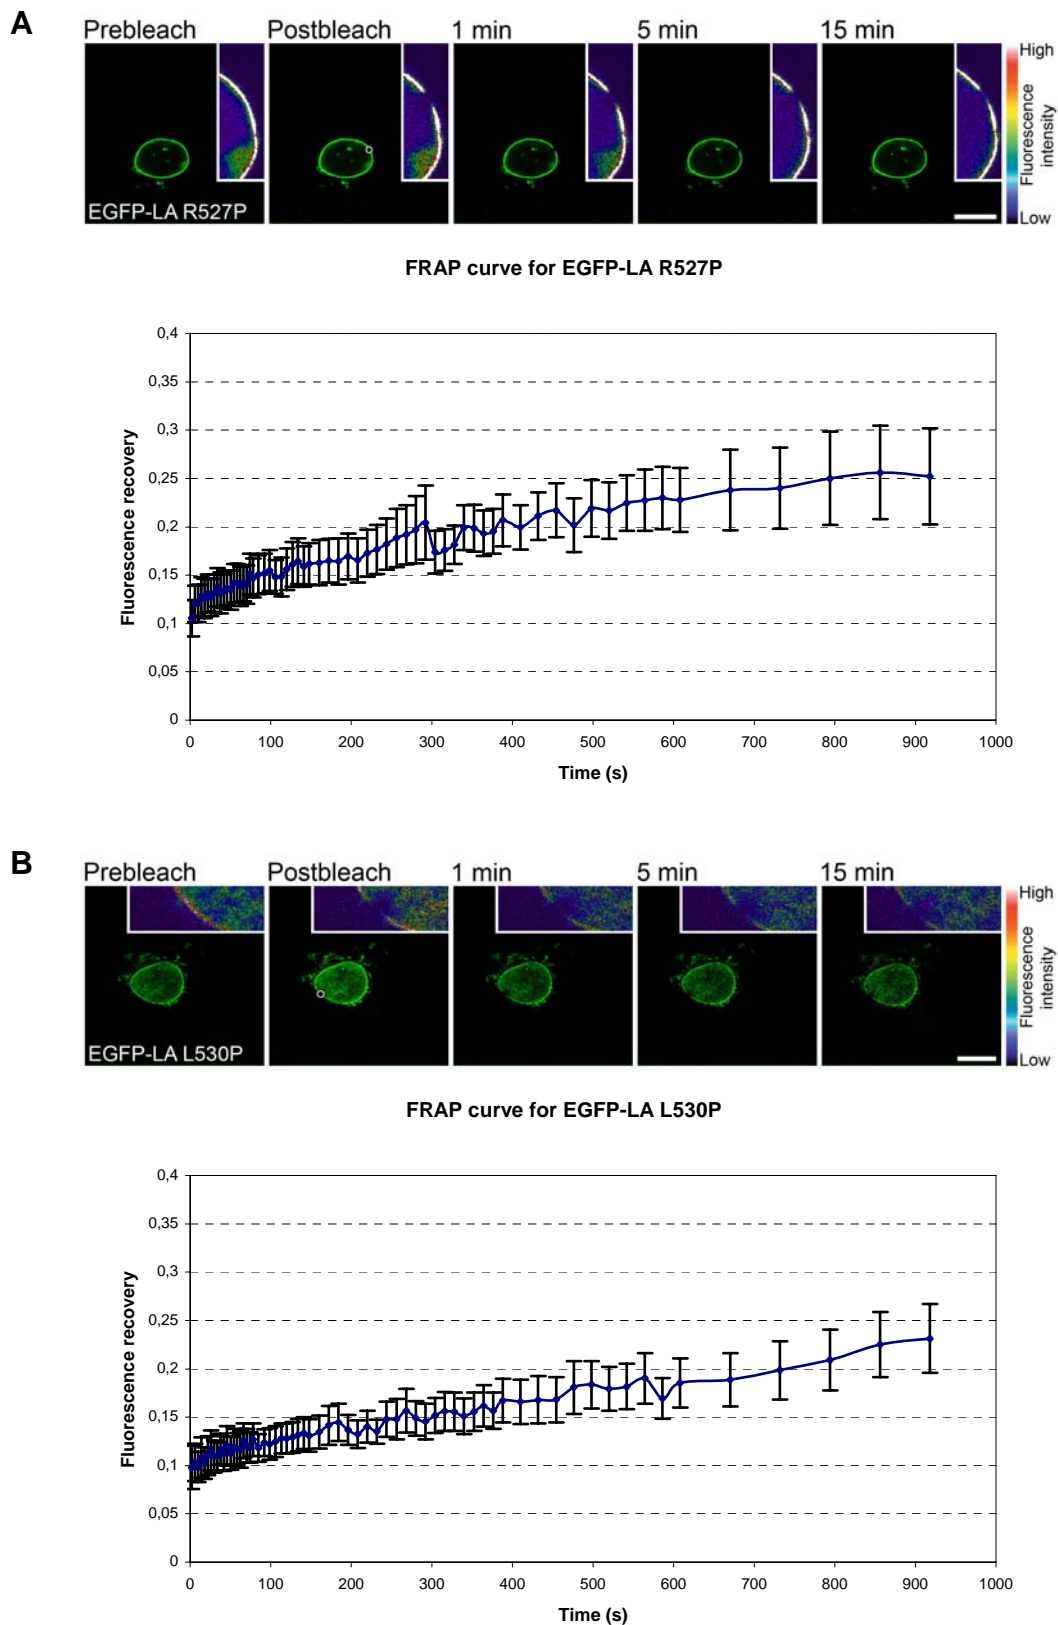 A
Prebleach Postbleach 1 min 5 min 15 min
High
Fluorescence intensity
Low
EGFP-LA R527P
FRAP curve for EGFP-LA R527P
0,4
0,35
0,3
0,25
0,2
0,15
0,1
0,05
0
Fluorescence recovery
0 100 200 300 400 500 600 700 800 900 1000
Time (s)
B
Prebleach Postbleach 1 min 5 min 15 min
High
Fluorescence intensity
Low
EGFP-LA L530P
FRAP curve for EGFP-LA L530P
0,4
0,35
0,3
0,25
0,2
0,15
0,1
0,05
0
Fluorescence recovery
0 100 200 300 400 500 600 700 800 900 1000
Time (s)